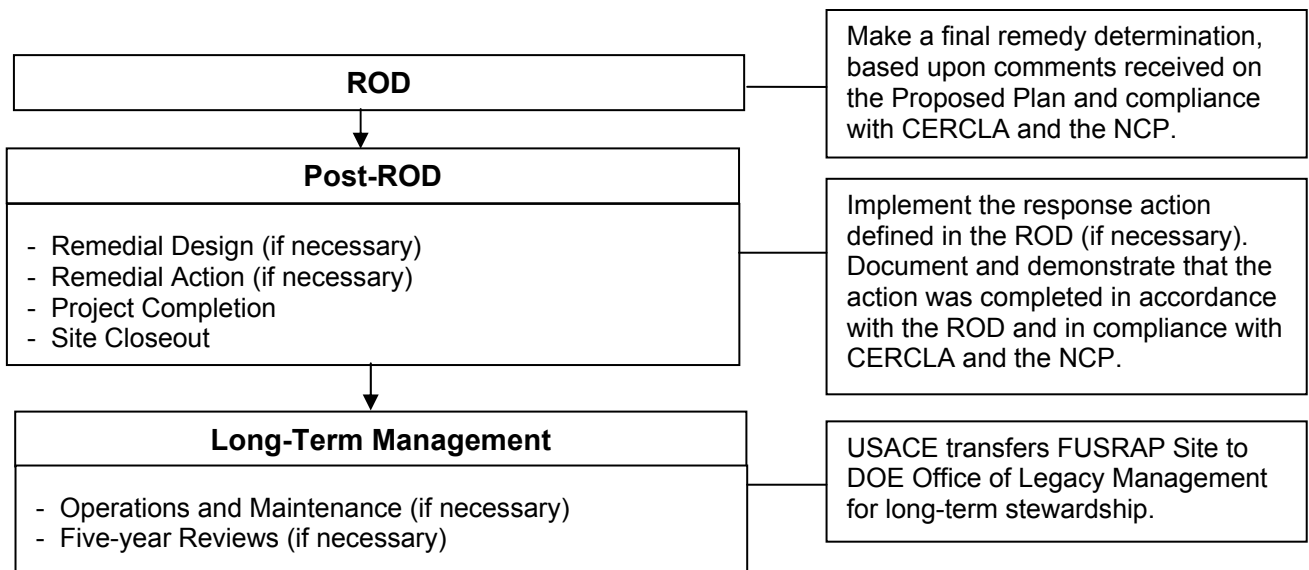 ROD
Make a final remedy determination,
based upon comments received on
the Proposed Plan and compliance
with CERCLA and the NCP.
Post-ROD
- Remedial Design (if necessary)
- Remedial Action (if necessary)
- Project Completion
- Site Closeout
Implement the response action
defined in the ROD (if necessary).
Document and demonstrate that the
action was completed in accordance
with the ROD and in compliance with
CERCLA and the NCP.
Long-Term Management
- Operations and Maintenance (if necessary)
- Five-year Reviews (if necessary)
USACE transfers FUSRAP Site to
DOE Office of Legacy Management
for long-term stewardship.